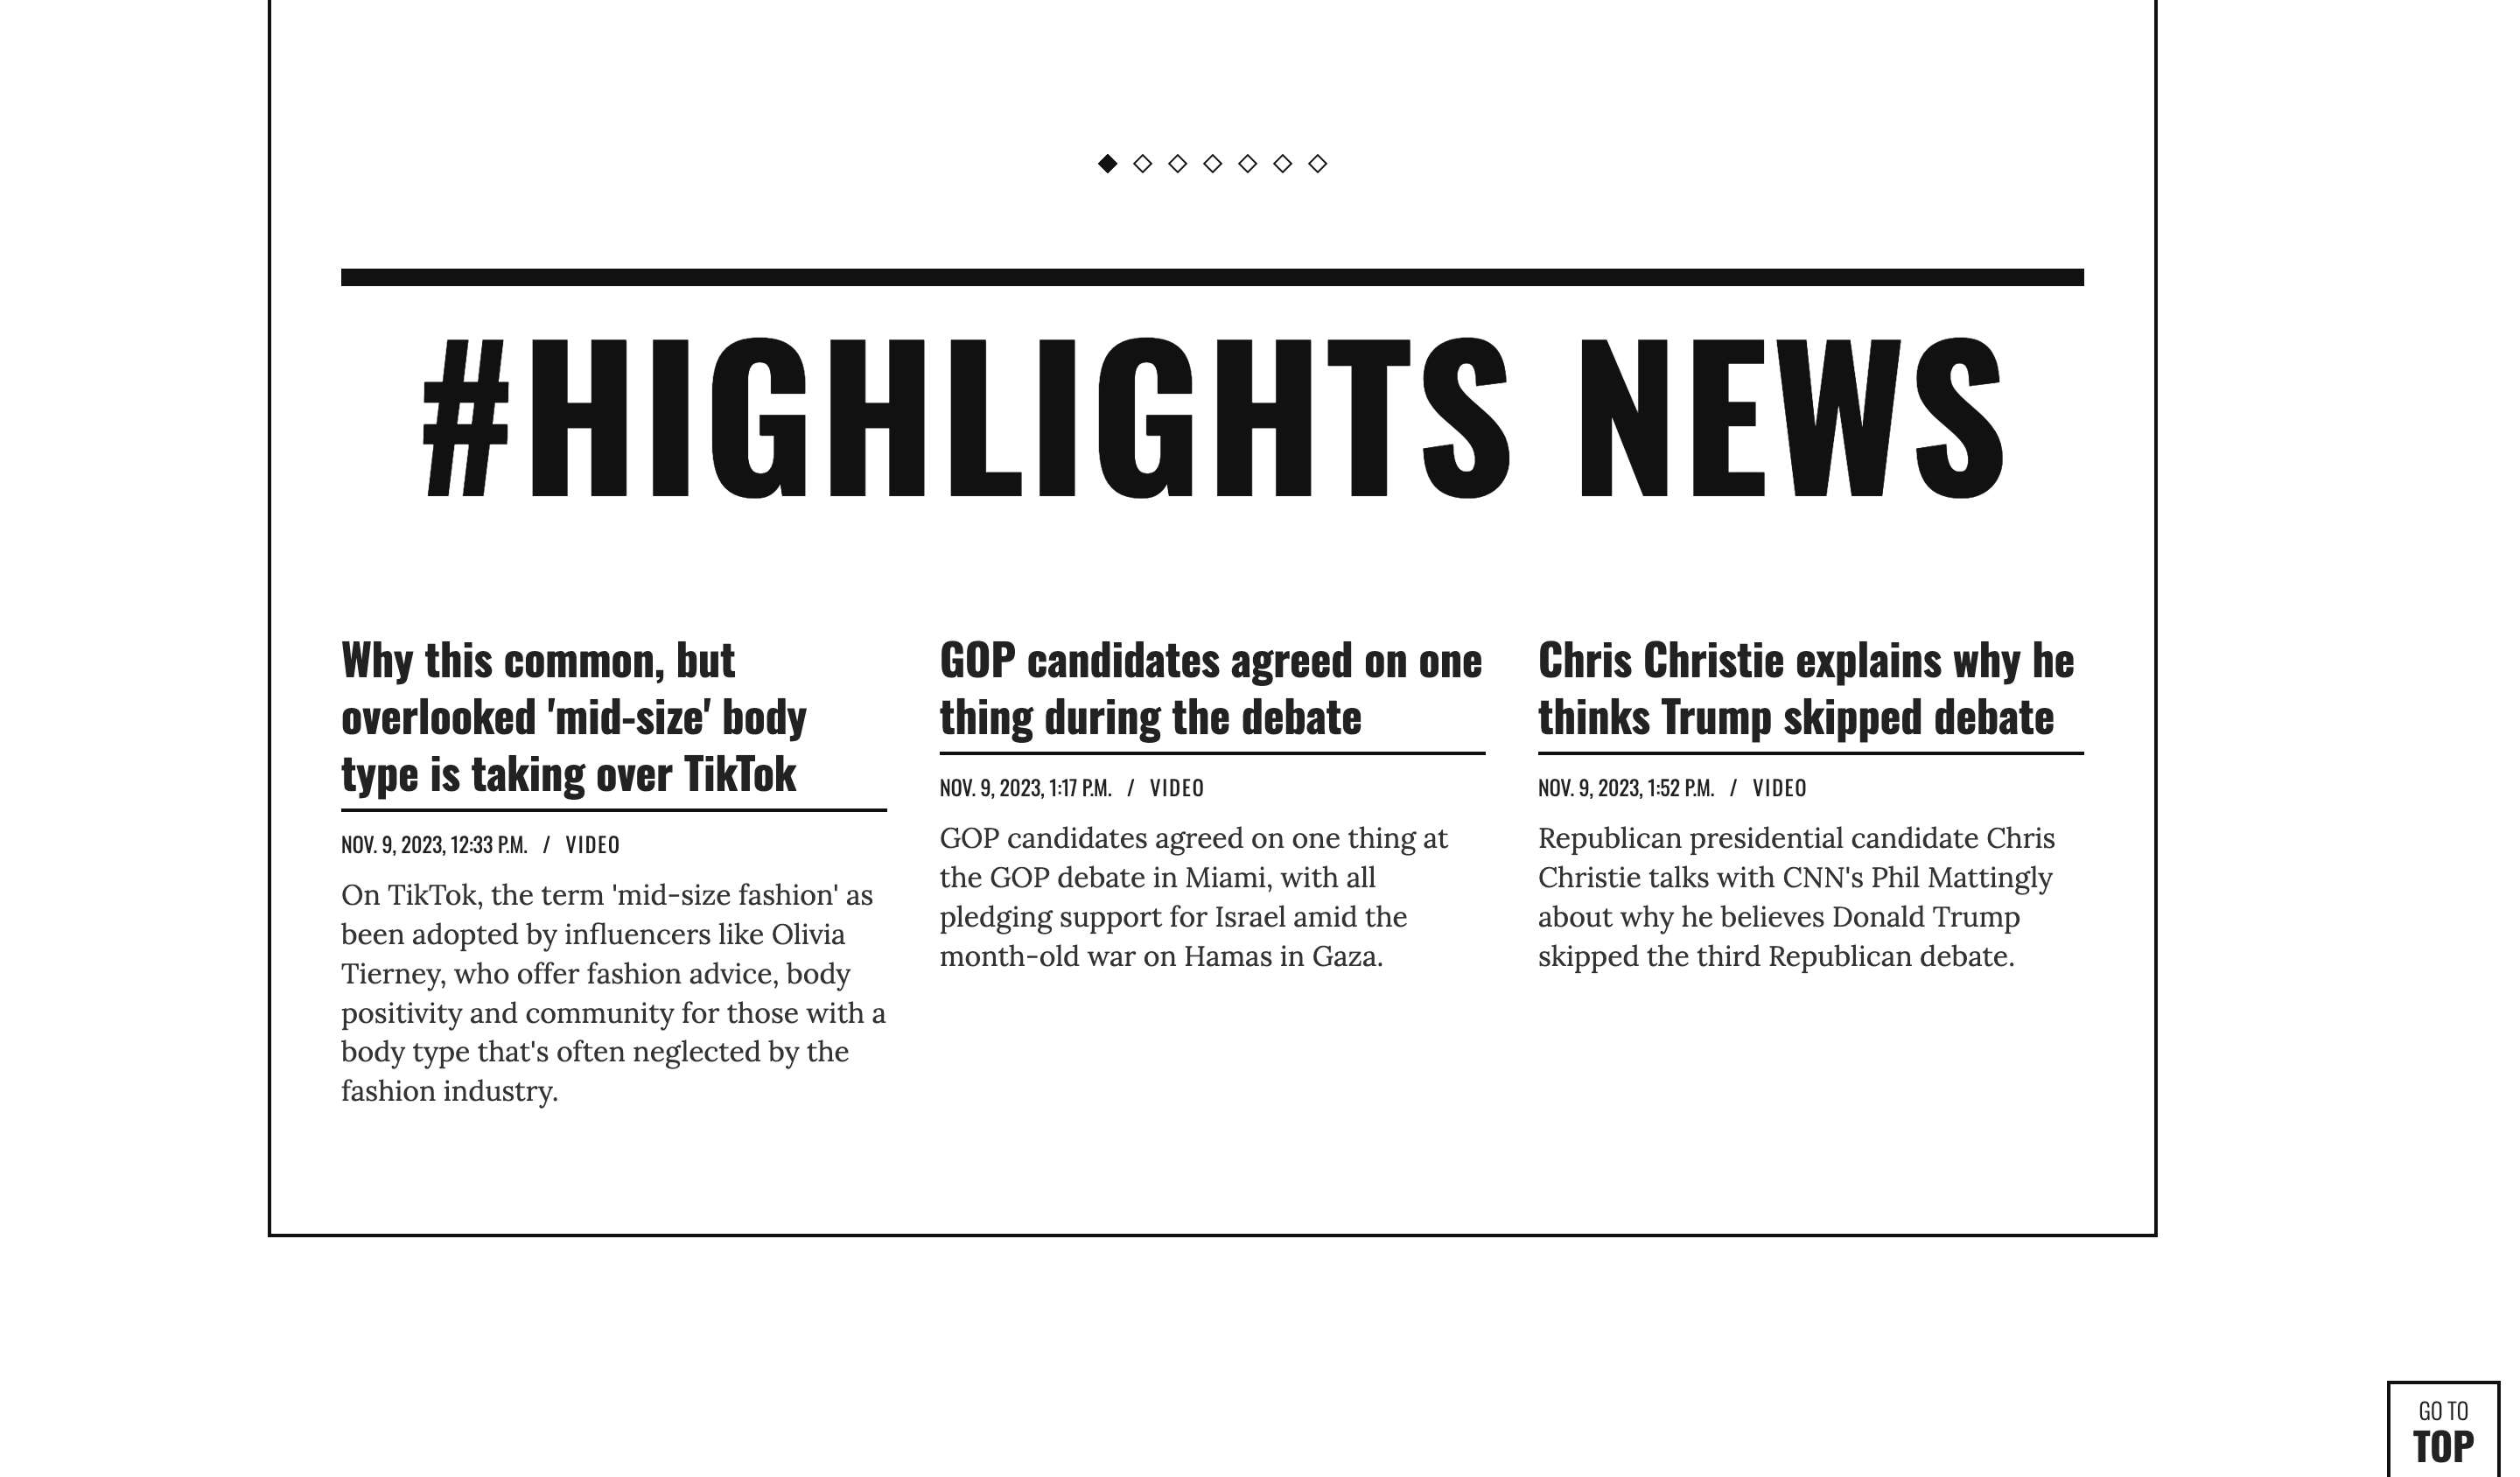 #HIGHLIGHTS NEWS
Why this common, but
overlooked 'mid-size' body
type is taking over TikTok
NOV. 9, 2023, 12:33 P.M. / VIDEO
On TikTok, the term 'mid-size fashion' as
been adopted by influencers like Olivia
Tierney, who offer fashion advice, body
positivity and community for those with a
body type that's often neglected by the
fashion industry.
GOP candidates agreed on one
thing during the debate
NOV. 9, 2023, 1:17 P.M. / VIDEO
GOP candidates agreed on one thing at
the GOP debate in Miami, with all
pledging support for Israel amid the
month-old war on Hamas in Gaza.
Chris Christie explains why he
thinks Trump skipped debate
NOV. 9, 2023, 1:52 P.M. / VIDEO
Republican presidential candidate Chris
Christie talks with CNN's Phil Mattingly
about why he believes Donald Trump
skipped the third Republican debate.
GO TO
TOP